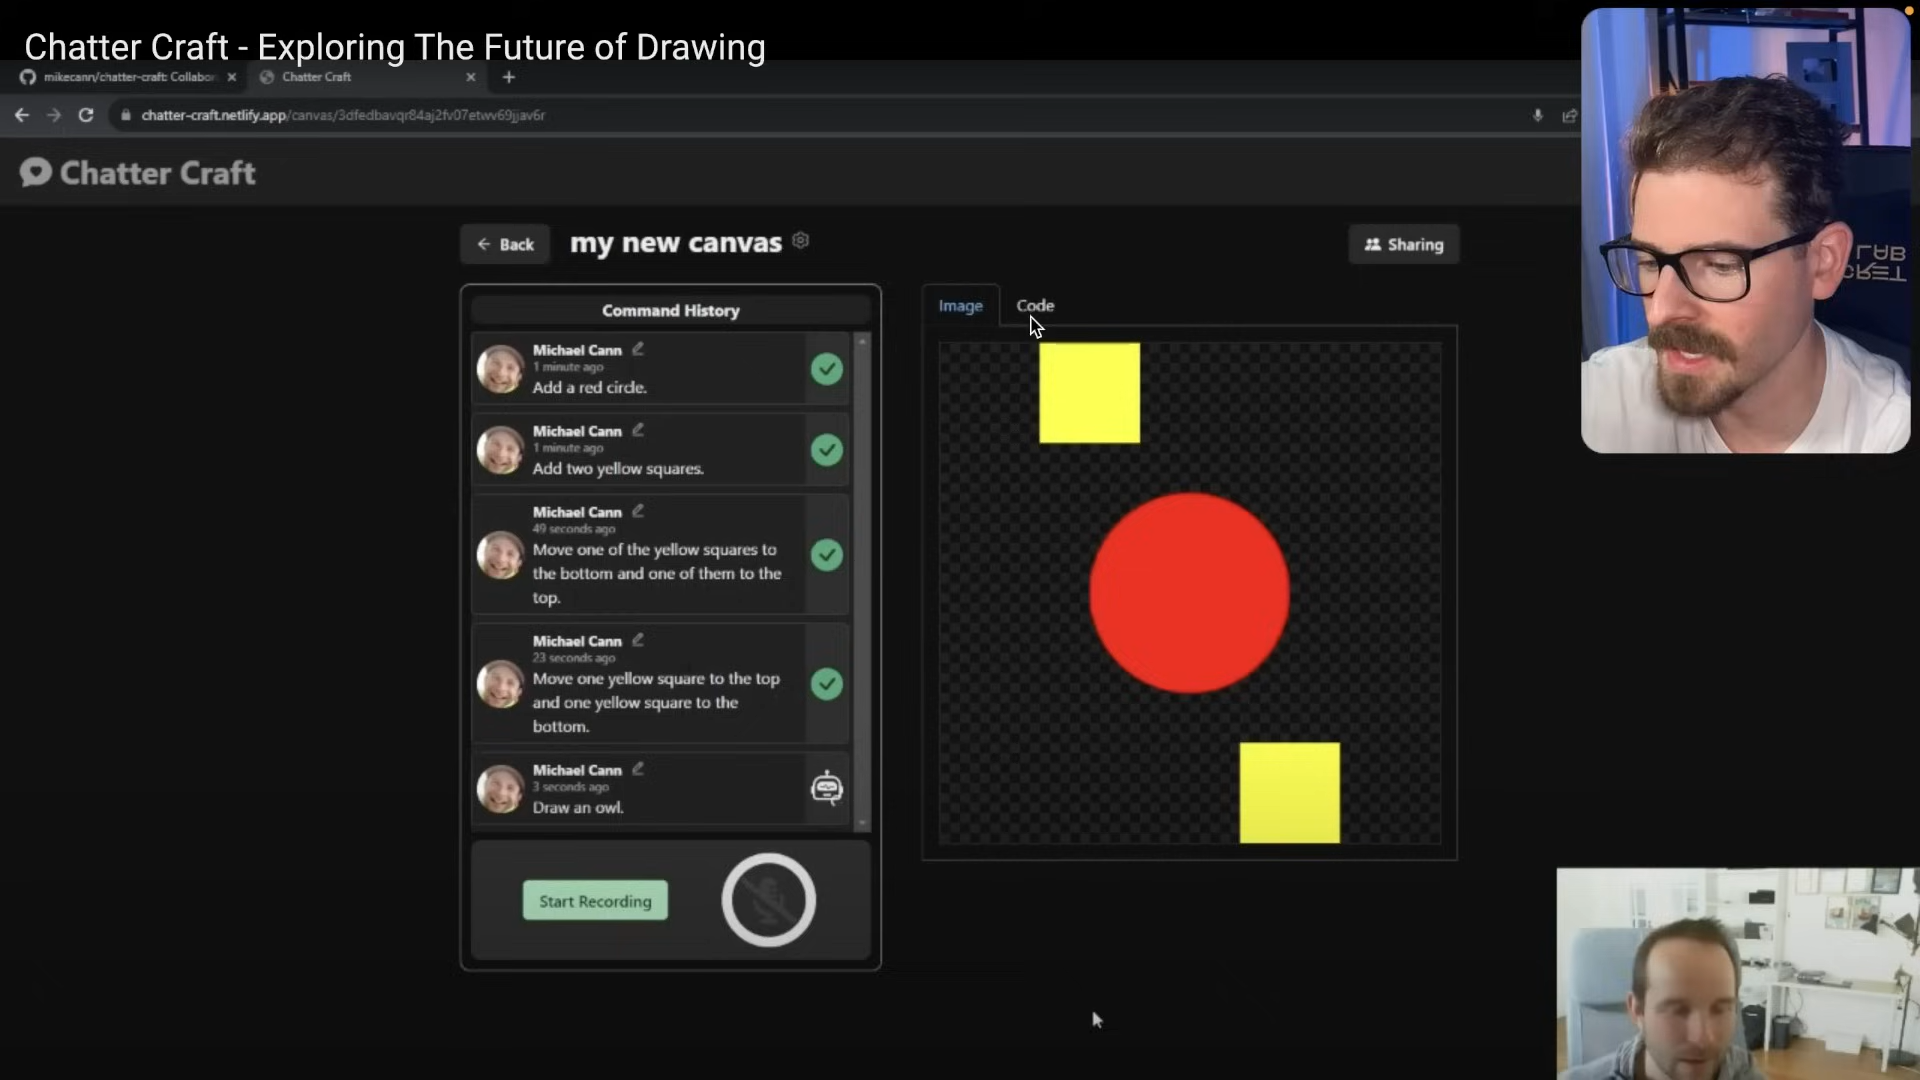 Chatter Craft - Exploring The Future of Drawing
mikecann/chatter-craft: Collabor
Chatter Craft
chatter-craft.netlify.app/canvas/3dfedbavqr84aj2fv07etwv69jjav6r
Chatter Craft
Back
my new canvas
Sharing
Command History
Michael Cann
1 minute ago
Add a red circle.
Michael Cann
1 minute ago
Add two yellow squares.
Michael Cann
49 seconds ago
Move one of the yellow squares to
the bottom and one of them to the
top.
Michael Cann
23 seconds ago
Move one yellow square to the top
and one yellow square to the
bottom.
Michael Cann
3 seconds ago
Draw an owl.
Start Recording
Image
Code